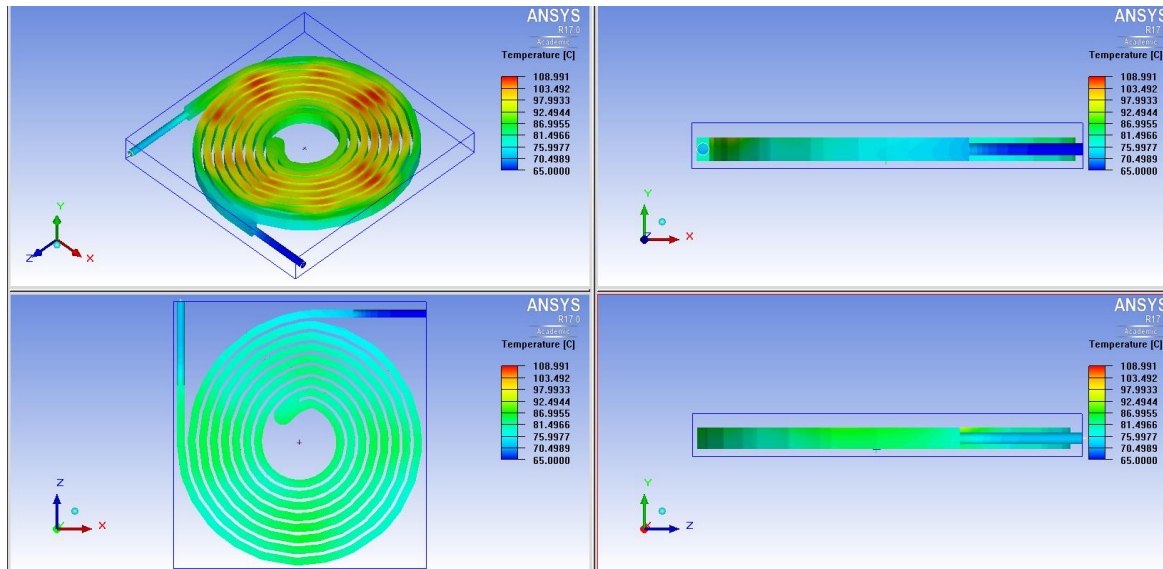 ANSYS
R17.0
Academic
Temperature [C]
108.991
103.492
97.9933
92.4944
86.9955
81.4966
75.9977
70.4989
65.0000
Y
Z
X
ANSYS
R17
Academic
Temperature [C]
108.991
103.492
97.9933
92.4944
86.9955
81.4966
75.9977
70.4989
65.0000
Y
Z
X
ANSYS
R17.0
Academic
Temperature [C]
108.991
103.492
97.9933
92.4944
86.9955
81.4966
75.9977
70.4989
65.0000
Z
Y
X
ANSYS
R17
Academic
Temperature [C]
108.991
103.492
97.9933
92.4944
86.9955
81.4966
75.9977
70.4989
65.0000
Y
X
Z